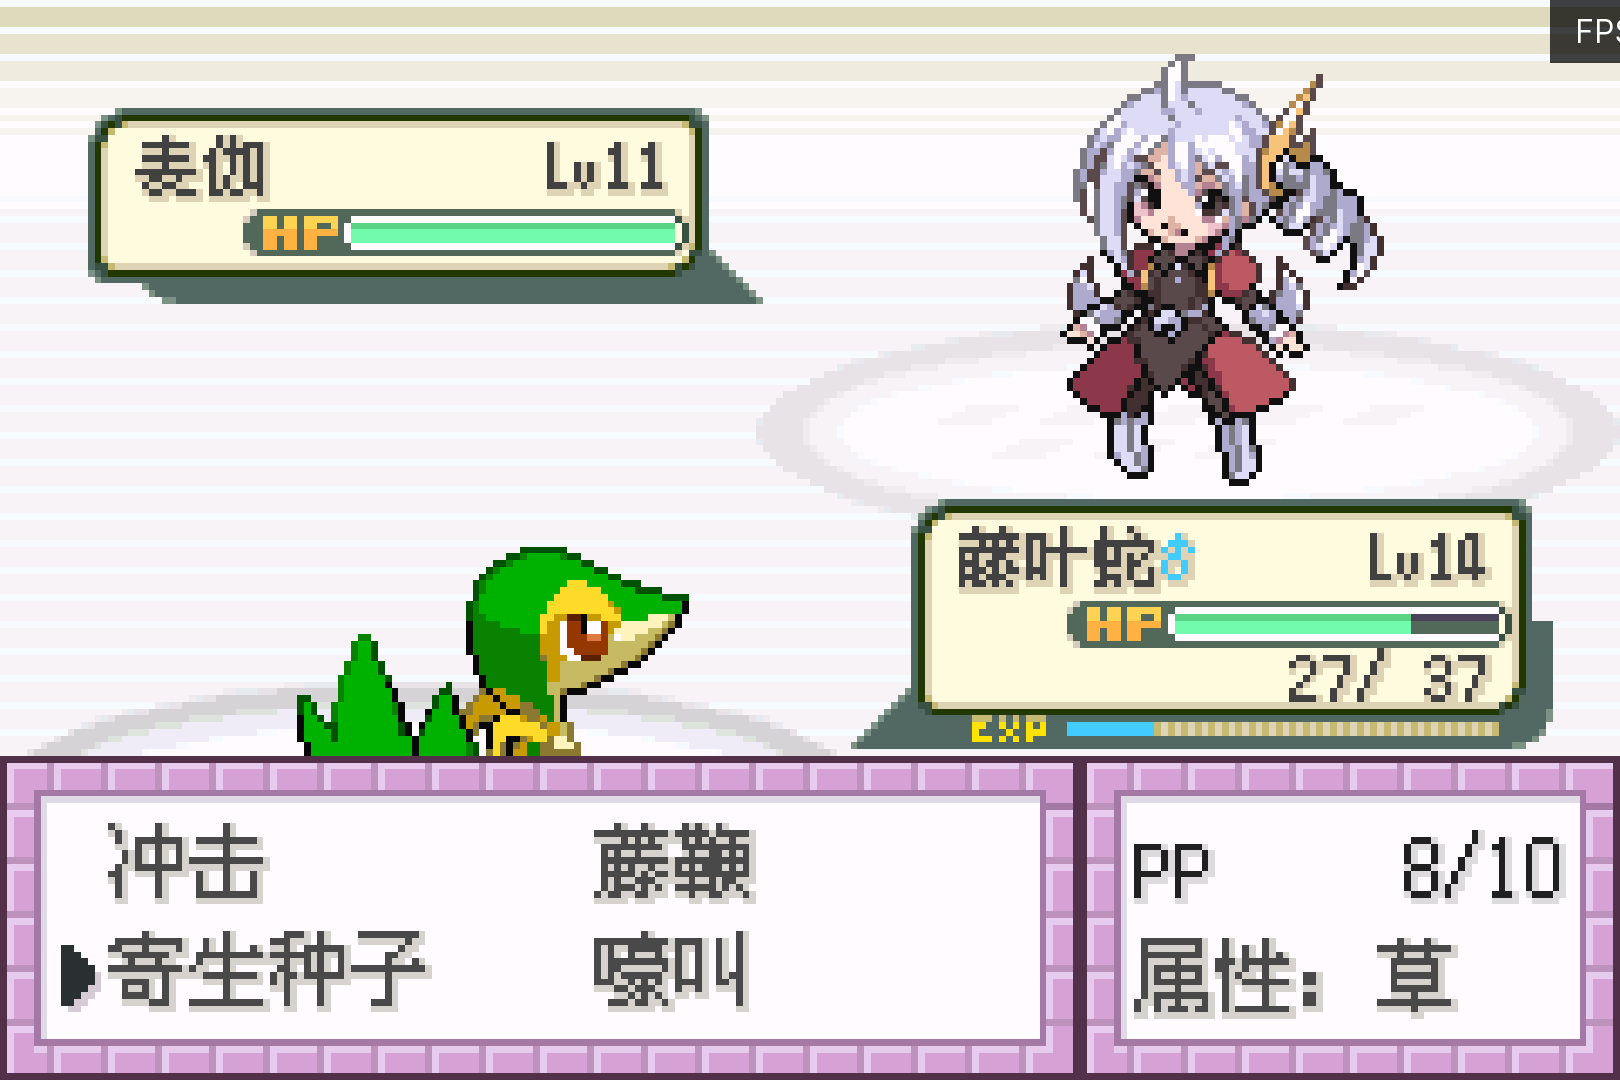 FPS
表伽 Lv11
HP
藤叶蛇♂ Lv14
HP
27/ 37
EXP
冲击 藤鞭
PP 8/10
寄生种子 嚎叫
属性：草